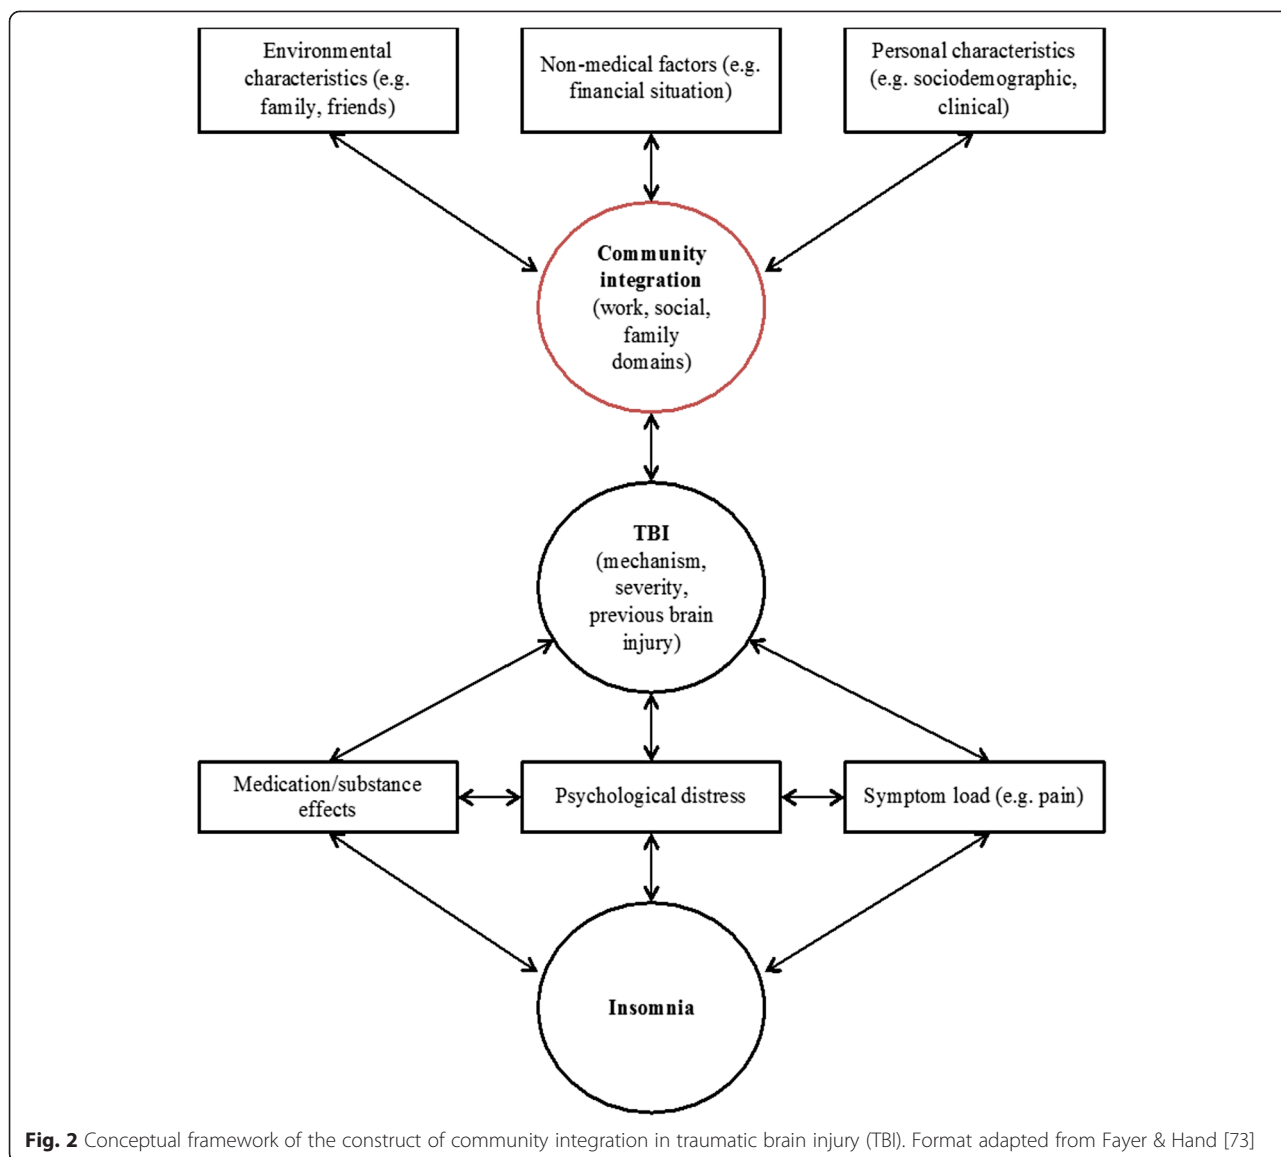 Environmental
characteristics (e.g.
family, friends)
Non-medical factors (e.g.
financial situation)
Personal characteristics
(e.g. sociodemographic,
clinical)
Community
integration
(work, social,
family
domains)
TBI
(mechanism,
severity,
previous brain
injury)
Medication/substance
effects
Psychological distress
Symptom load (e.g. pain)
Insomnia
Fig. 2 Conceptual framework of the construct of community integration in traumatic brain injury (TBI). Format adapted from Fayer & Hand [73]